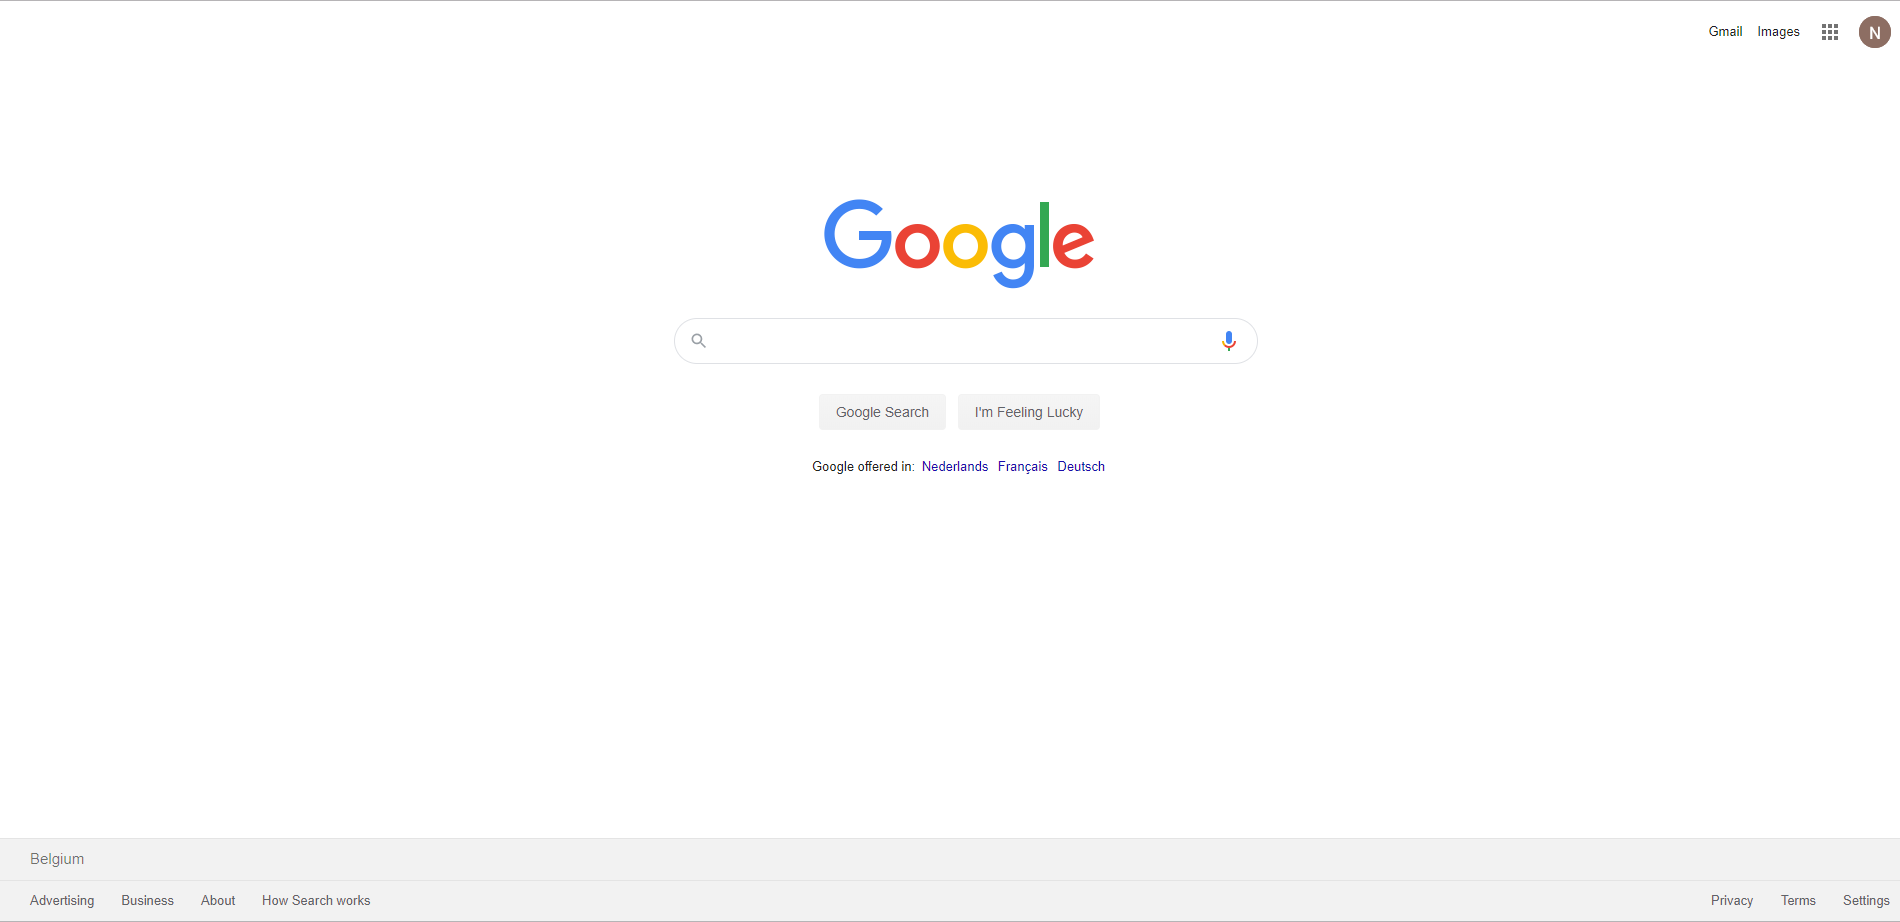 Gmail Images N
Google
Google Search I'm Feeling Lucky
Google offered in: Nederlands Français Deutsch
Belgium
Advertising Business About How Search works Privacy Terms Settings